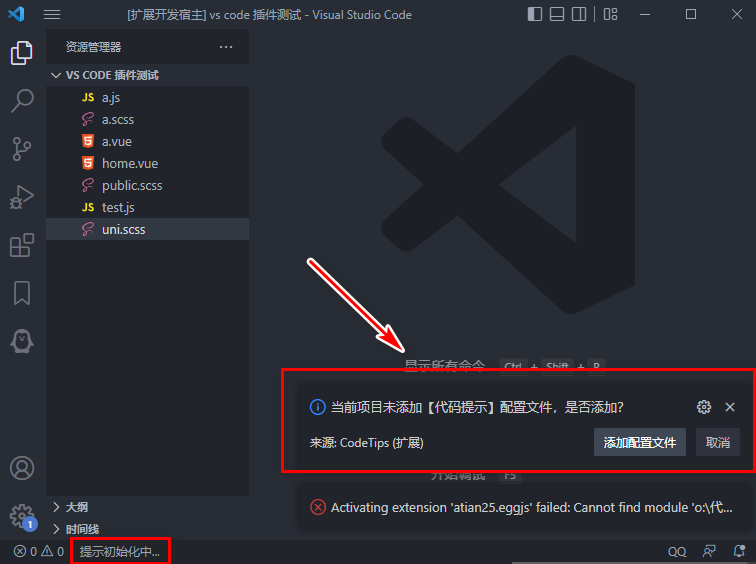 [扩展开发宿主] vs code 插件测试 - Visual Studio Code
资源管理器
VS CODE 插件测试
JS a.js
a.scss
a.vue
home.vue
public.scss
JS test.js
uni.scss
显示所有命令 Ctrl + Shift + P
当前项目未添加【代码提示】配置文件，是否添加?
来源: CodeTips (扩展)
添加配置文件
取消
开始调试 F5
Activating extension 'atian25.eggjs' failed: Cannot find module 'o:\代...
大纲
时间线
1
0 0 提示初始化中... QQ